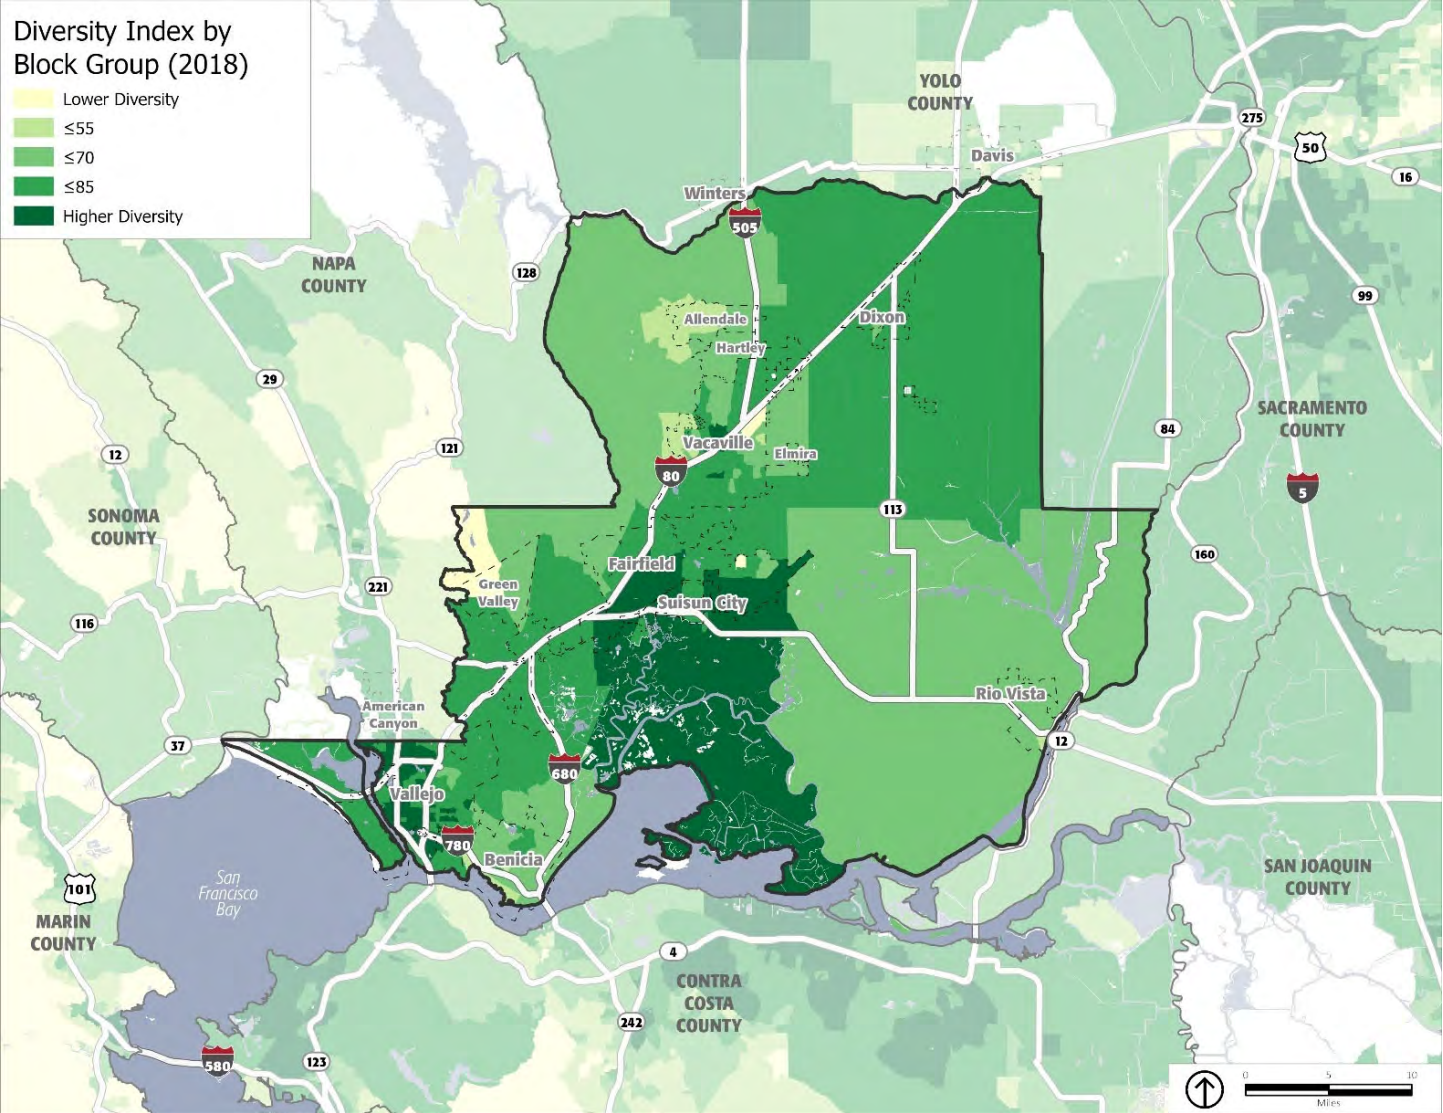 Diversity Index by
Block Group (2018)
Lower Diversity
≤55
≤70
≤85
Higher Diversity
YOLO
COUNTY
275
50
16
Davis
Winters
505
NAPA
COUNTY
128
99
Allendale
Dixon
Hartley
29
SACRAMENTO
COUNTY
84
12
121
Vacaville
Elmira
80
5
SONOMA
COUNTY
113
160
Fairfield
221
Green
Valley
Suisun City
116
Rio Vista
American
Canyon
37
12
680
Vallejo
780
Benicia
San
Francisco
Bay
101
SAN JOAQUIN
COUNTY
MARIN
COUNTY
4
CONTRA
COSTA
COUNTY
242
580
123
0 5 10
Miles